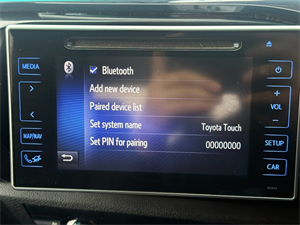 MEDIA
MAP/NAV
Bluetooth
Add new device
Paired device list
Set system name Toyota Touch
Set PIN for pairing 00000000
+
VOL
−
SETUP
CAR